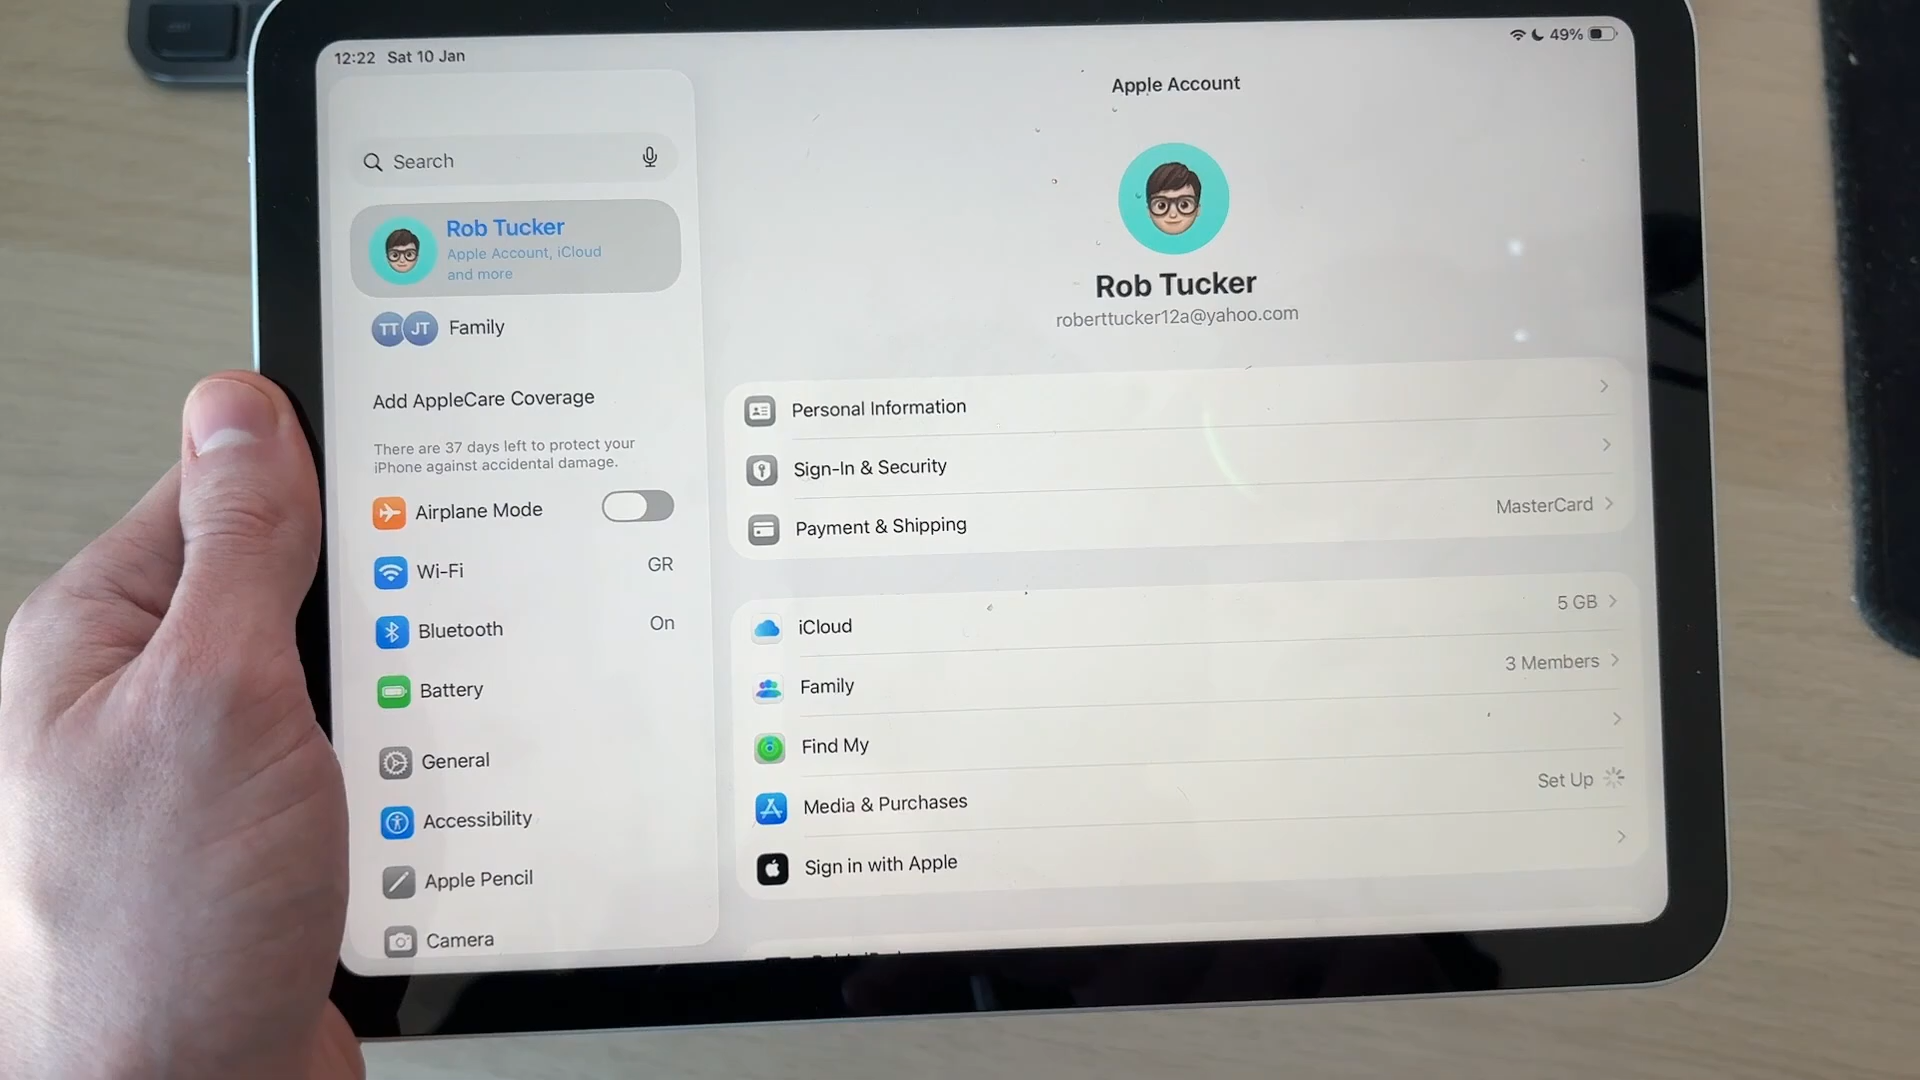 12:22 Sat 10 Jan
49%
Search
Rob Tucker
Apple Account, iCloud
and more
TT JT Family
Add AppleCare Coverage
There are 37 days left to protect your
iPhone against accidental damage.
Airplane Mode
Wi-Fi GR
Bluetooth On
Battery
General
Accessibility
Apple Pencil
Camera
Apple Account
Rob Tucker
roberttucker12a@yahoo.com
Personal Information
Sign-In & Security
Payment & Shipping MasterCard
iCloud 5 GB
Family 3 Members
Find My
Media & Purchases Set Up
Sign in with Apple